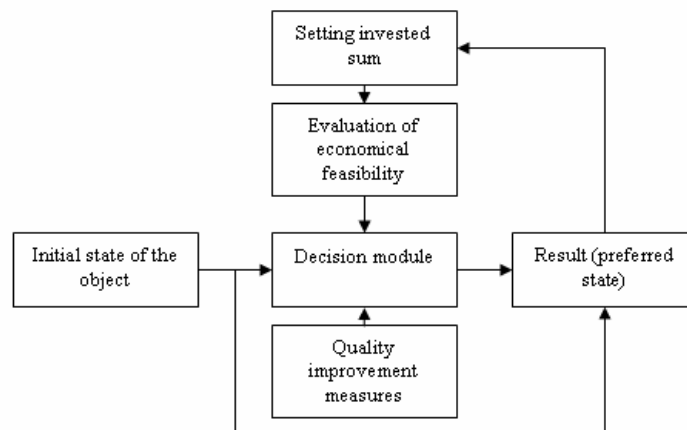 Setting invested
sum
Evaluation of
economical
feasibility
Initial state of the
object
Decision module
Result (preferred
state)
Quality
improvement
measures